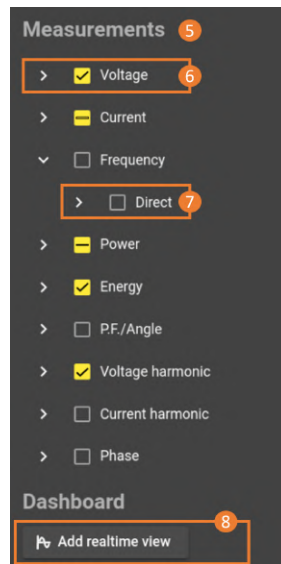 Measurements 5
Voltage 6
Current
Frequency
Direct 7
Power
Energy
P.F./Angle
Voltage harmonic
Current harmonic
Phase
Dashboard
8
Add realtime view